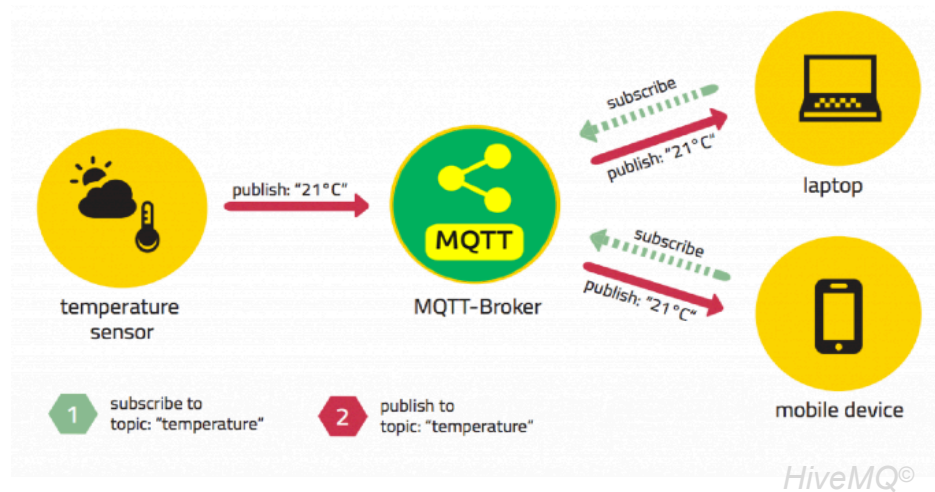 subscribe
publish: "21°C"
laptop
publish: "21°C"
MQTT
MQTT-Broker
temperature
sensor
subscribe
publish: "21°C"
mobile device
1
subscribe to
topic: "temperature"
2
publish to
topic: "temperature"
HiveMQ©